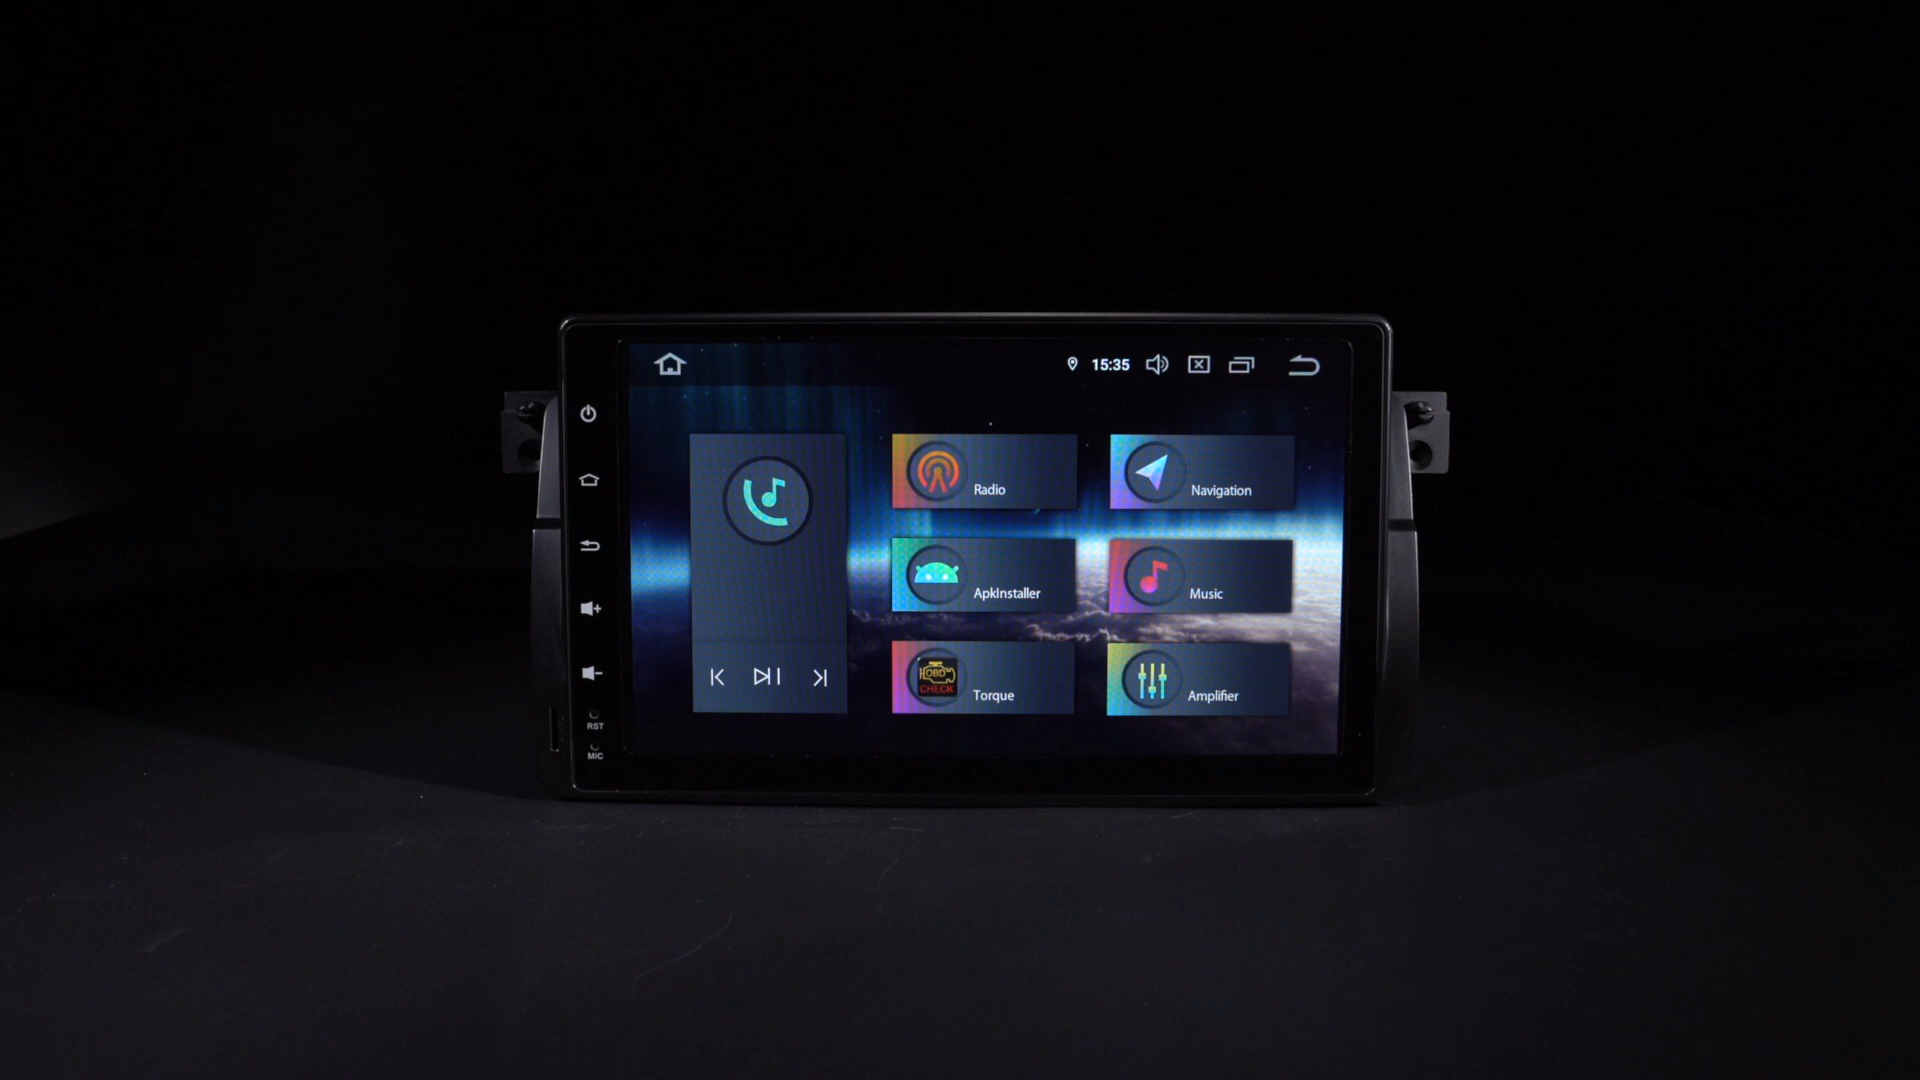 15:35
Radio
Navigation
ApkInstaller
Music
OBD
CHECK
Torque
Amplifier
RST
MIC